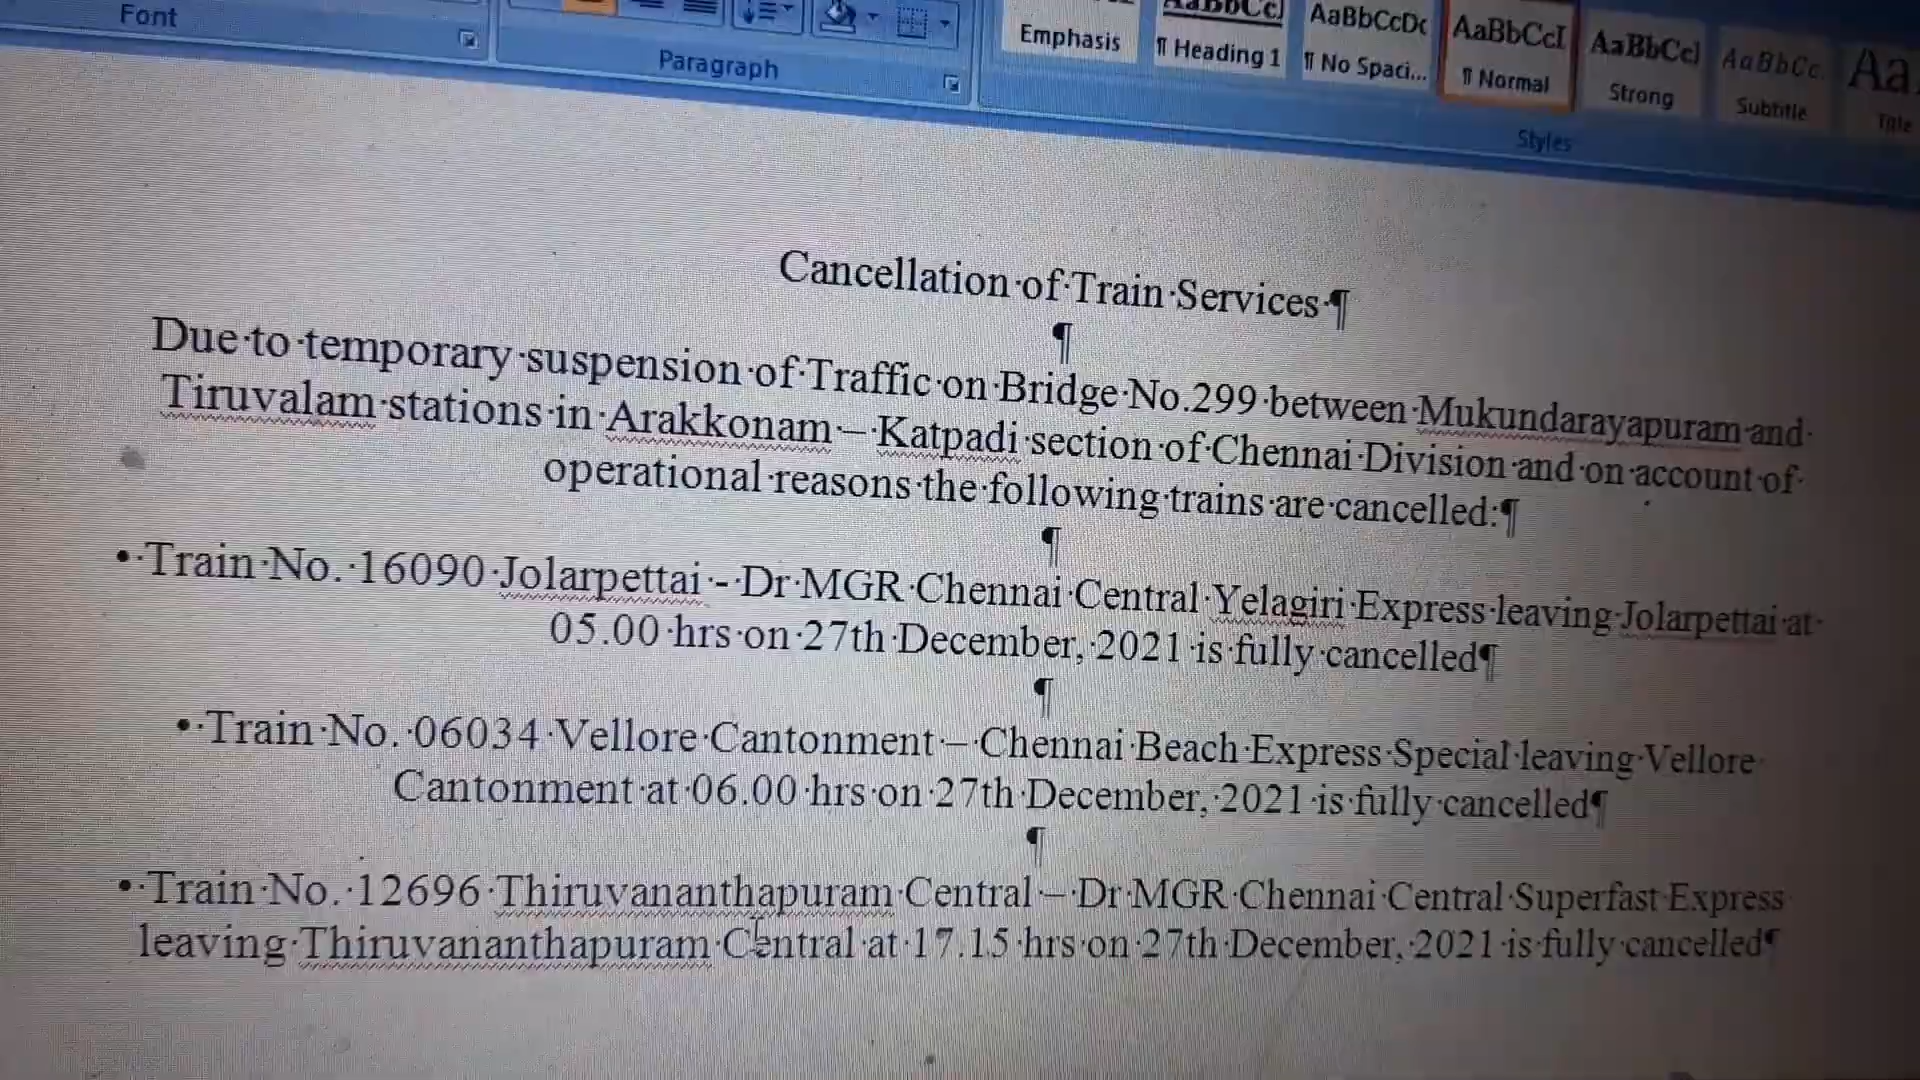 Font
Paragraph
Emphasis
¶ Heading 1
AaBbCcDc
¶ No Spaci...
AaBbCcI
¶ Normal
AaBbCcI
Strong
AaBbCc.
Subtitle
Aa
Title
Styles
Cancellation of Train Services ¶
¶
Due to temporary suspension of Traffic on Bridge No.299 between Mukundarayapuram and
Tiruvalam stations in Arakkonam – Katpadi section of Chennai Division and on account of
operational reasons the following trains are cancelled:¶
¶
• Train No. 16090 Jolarpettai - Dr MGR Chennai Central Yelagiri Express leaving Jolarpettai at
05.00 hrs on 27th December, 2021 is fully cancelled¶
¶
• Train No. 06034 Vellore Cantonment – Chennai Beach Express Special leaving Vellore
Cantonment at 06.00 hrs on 27th December, 2021 is fully cancelled¶
¶
• Train No. 12696 Thiruvananthapuram Central – Dr MGR Chennai Central Superfast Express
leaving Thiruvananthapuram Central at 17.15 hrs on 27th December, 2021 is fully cancelled¶